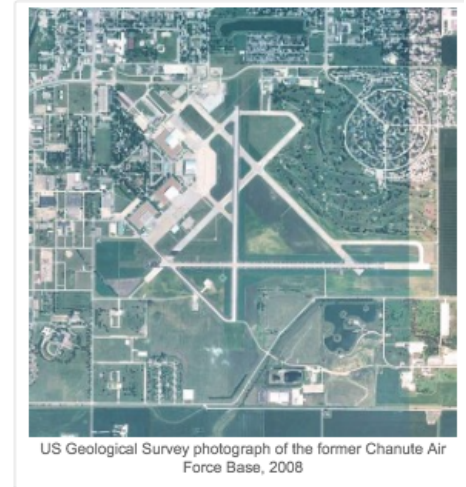 US Geological Survey photograph of the former Chanute Air
Force Base, 2008